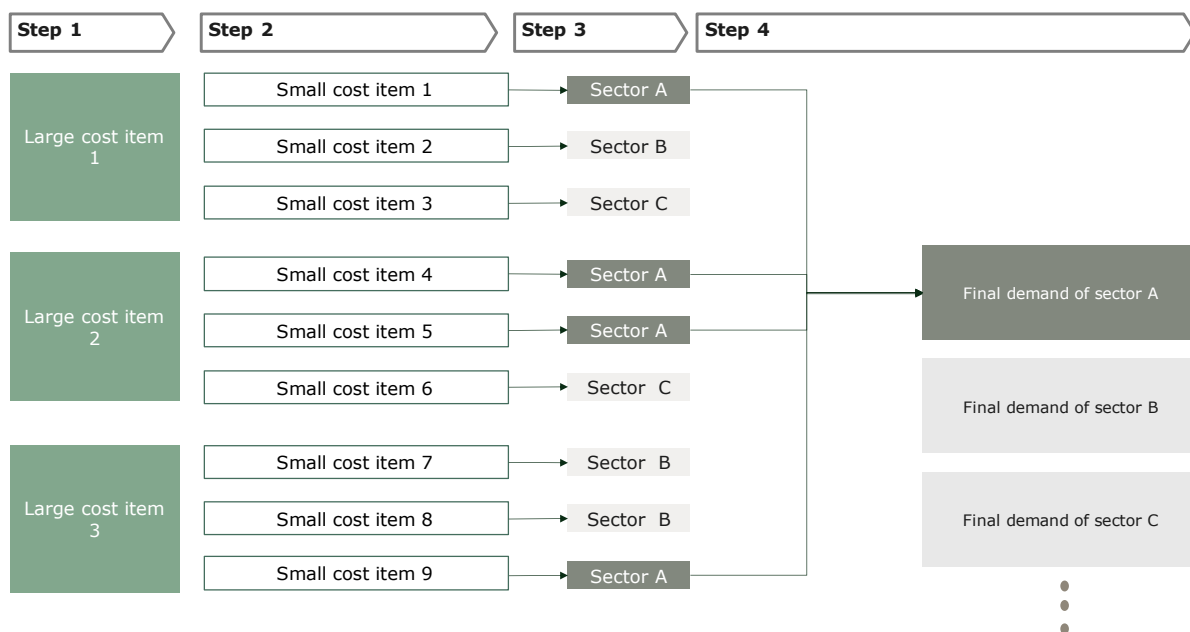 Step 1
Step 2
Step 3
Step 4
Large cost item
1
Small cost item 1
Sector A
Small cost item 2
Sector B
Small cost item 3
Sector C
Large cost item
2
Small cost item 4
Sector A
Small cost item 5
Sector A
Small cost item 6
Sector C
Large cost item
3
Small cost item 7
Sector B
Small cost item 8
Sector B
Small cost item 9
Sector A
Final demand of sector A
Final demand of sector B
Final demand of sector C